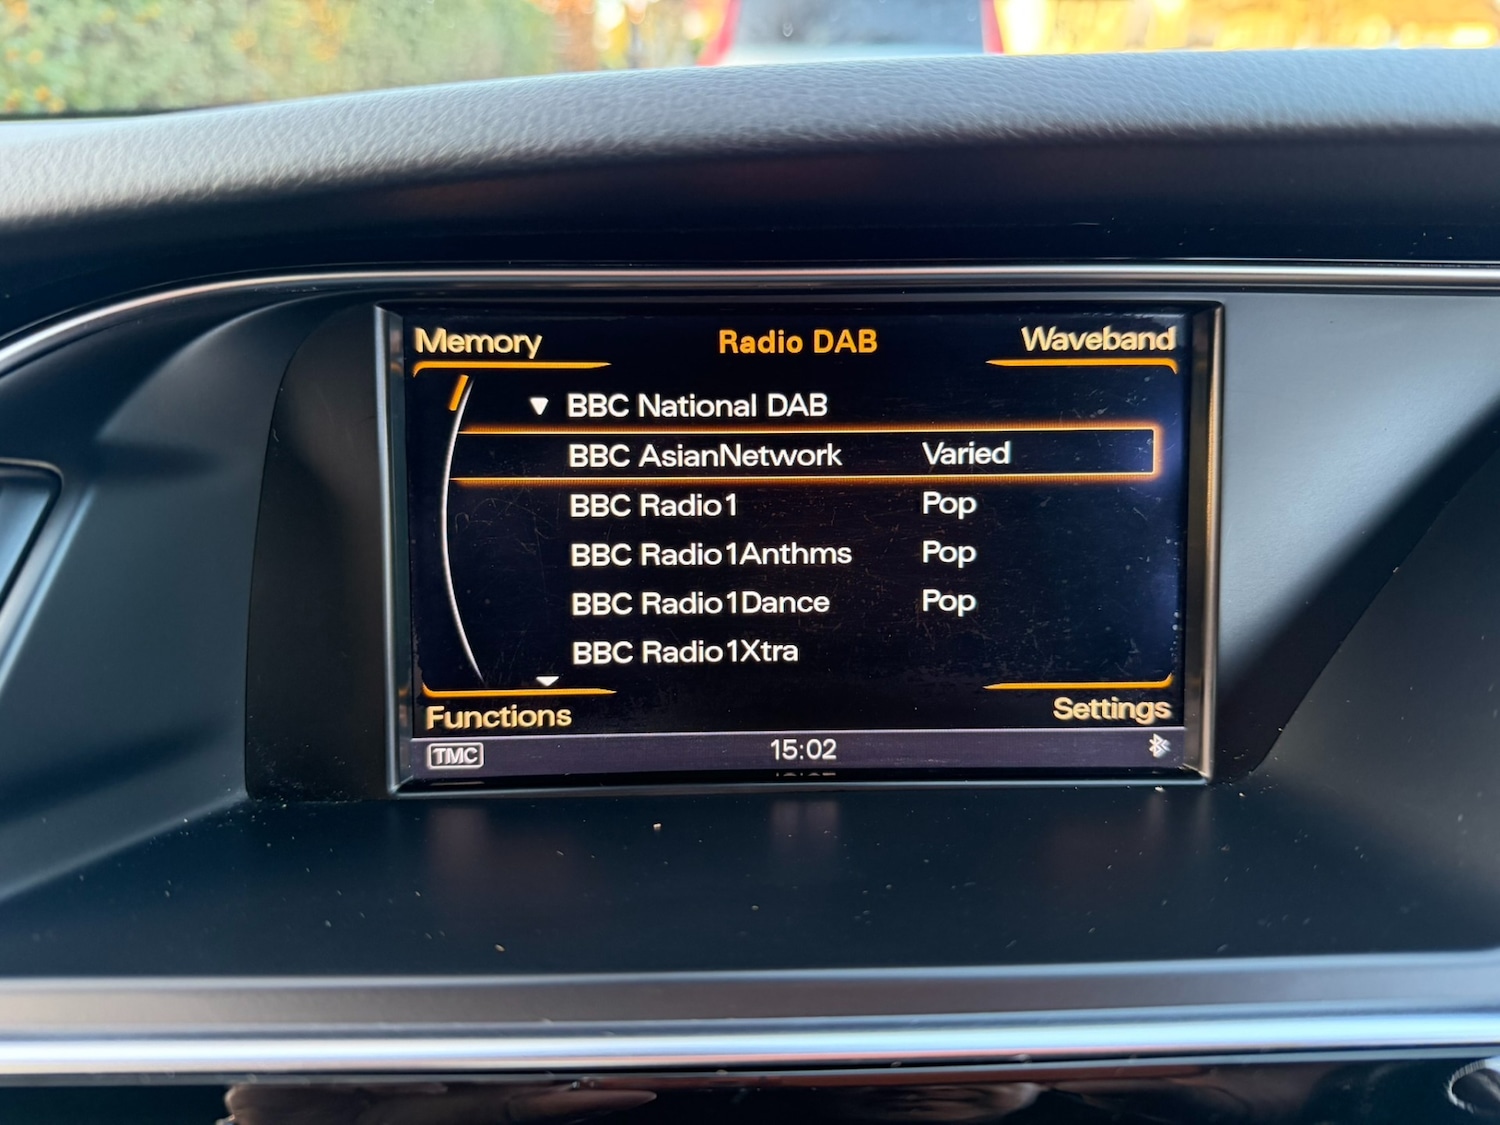 Memory Radio DAB Waveband
BBC National DAB
BBC AsianNetwork Varied
BBC Radio1 Pop
BBC Radio1Anthms Pop
BBC Radio1Dance Pop
BBC Radio1Xtra
Functions Settings
TMC 15:02